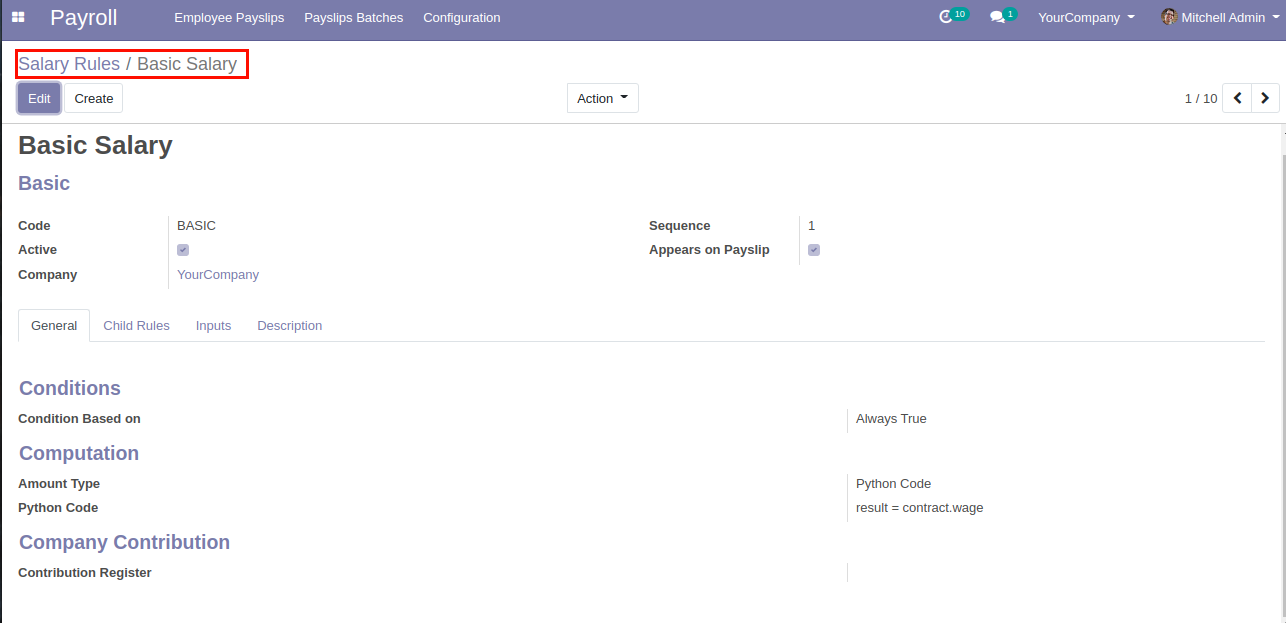 Payroll Employee Payslips Payslips Batches Configuration 10 1 YourCompany Mitchell Admin
Salary Rules / Basic Salary
Edit Create Action 1 / 10
Basic Salary
Basic
Code BASIC Sequence 1
Active Appears on Payslip
Company YourCompany
General Child Rules Inputs Description
Conditions
Condition Based on Always True
Computation
Amount Type Python Code
Python Code result = contract.wage
Company Contribution
Contribution Register